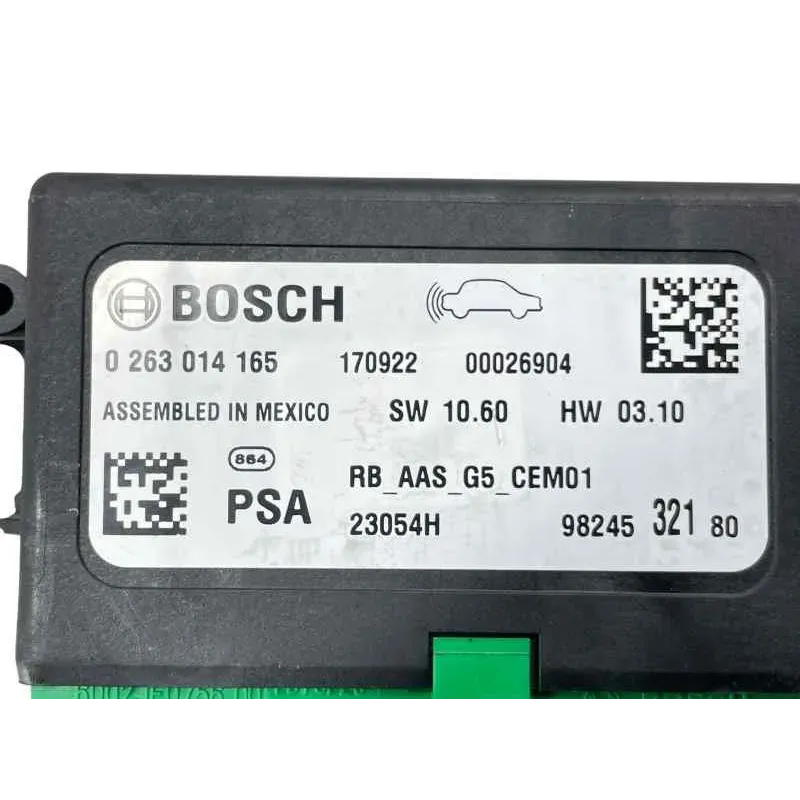 BOSCH
0 263 014 165 170922 00026904
ASSEMBLED IN MEXICO SW 10.60 HW 03.10
864 RB_AAS_G5_CEM01
PSA 23054H 98245 321 80